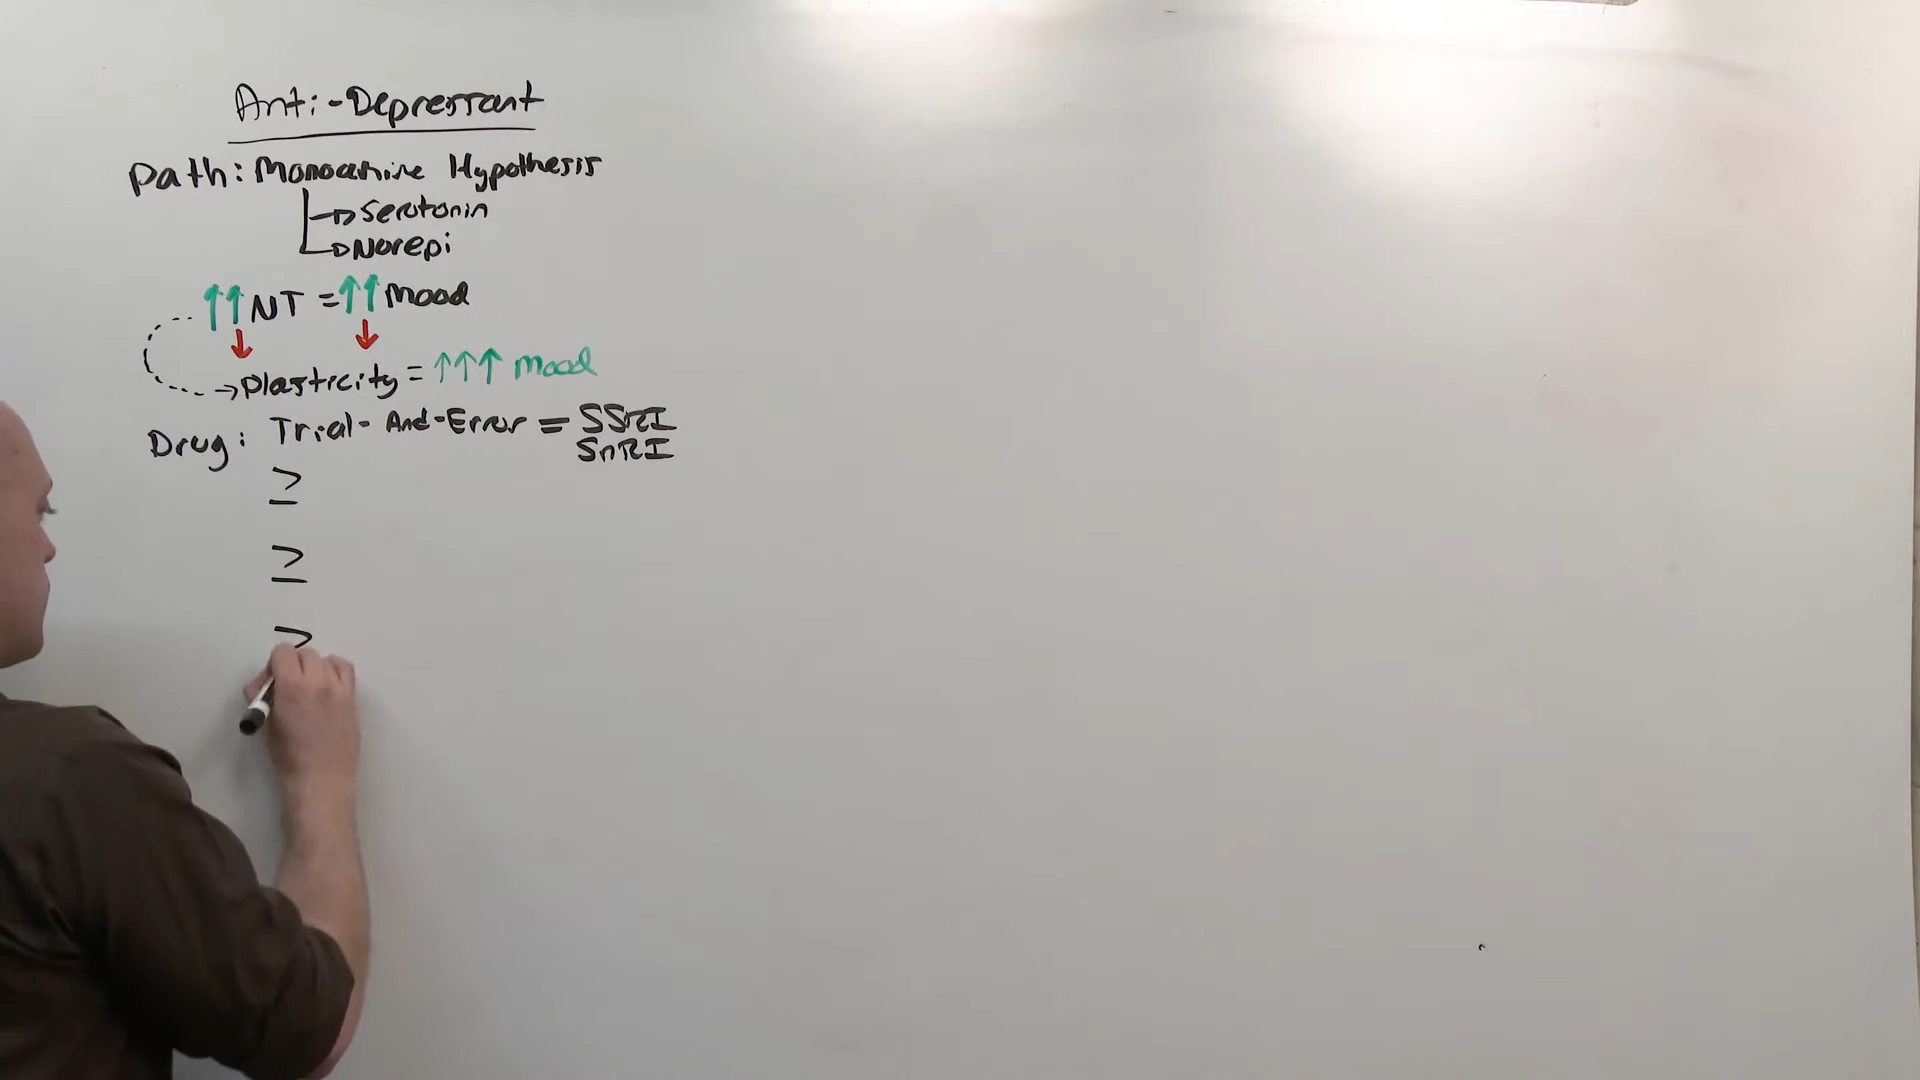 Anti-Depressant
Path: Monoamine Hypothesis
→ Serotonin
→ Norepi
↑↑ NT = ↑↑ Mood
↓ ↓
→ Plasticity = ↑↑↑ mood
Drug: Trial-And-Error = SSRI
SnRI
≥
≥
>